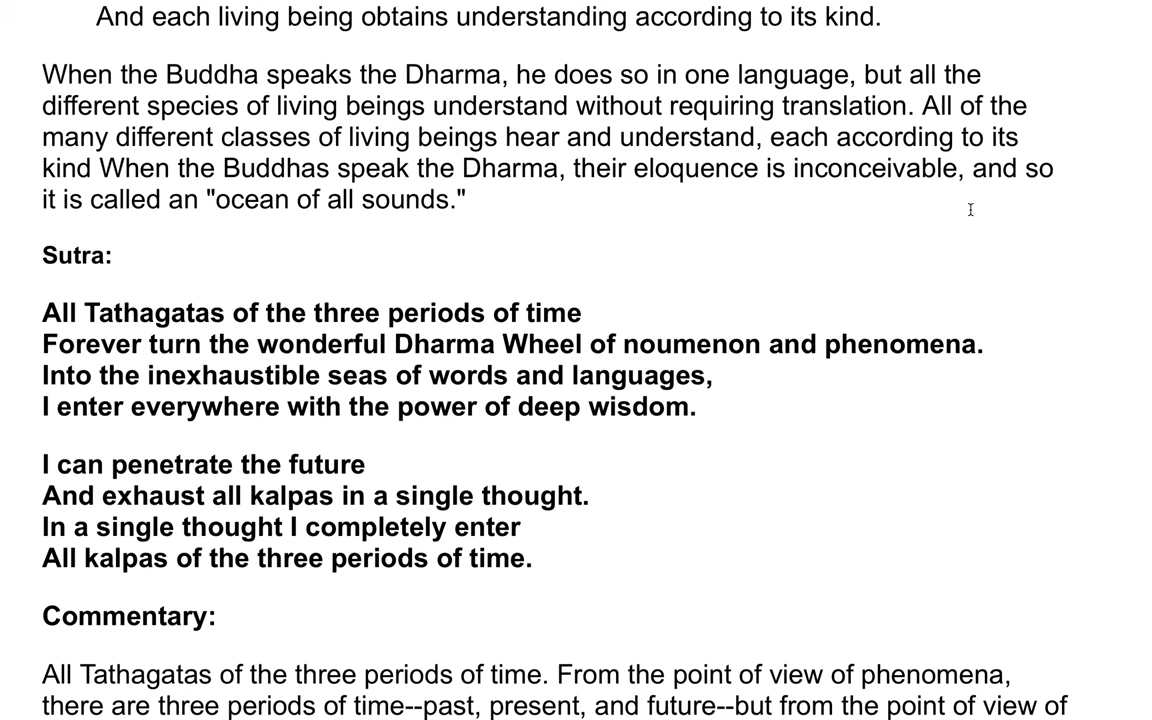 And each living being obtains understanding according to its kind.
When the Buddha speaks the Dharma, he does so in one language, but all the
different species of living beings understand without requiring translation. All of the
many different classes of living beings hear and understand, each according to its
kind When the Buddhas speak the Dharma, their eloquence is inconceivable, and so
it is called an "ocean of all sounds."
Sutra:
All Tathagatas of the three periods of time
Forever turn the wonderful Dharma Wheel of noumenon and phenomena.
Into the inexhaustible seas of words and languages,
I enter everywhere with the power of deep wisdom.
I can penetrate the future
And exhaust all kalpas in a single thought.
In a single thought I completely enter
All kalpas of the three periods of time.
Commentary:
All Tathagatas of the three periods of time. From the point of view of phenomena,
there are three periods of time--past, present, and future--but from the point of view of